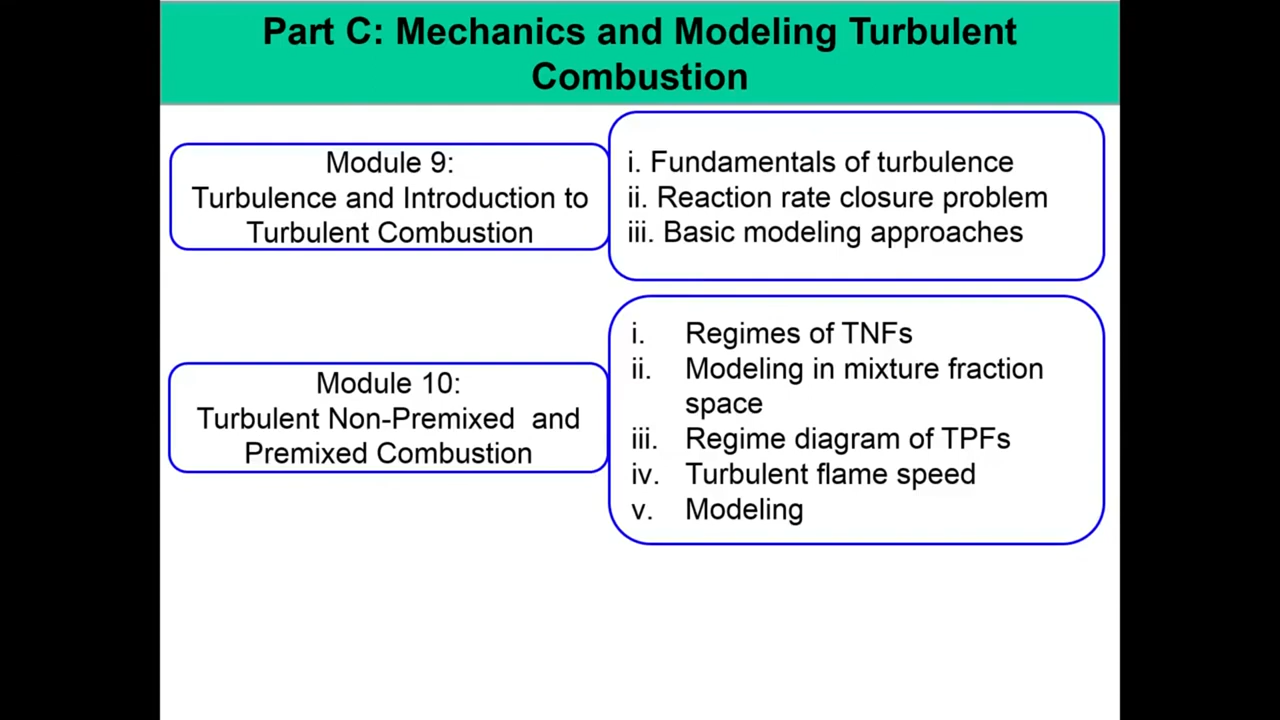 Part C: Mechanics and Modeling Turbulent
Combustion
Module 9:
Turbulence and Introduction to
Turbulent Combustion
i. Fundamentals of turbulence
ii. Reaction rate closure problem
iii. Basic modeling approaches
Module 10:
Turbulent Non-Premixed and
Premixed Combustion
i. Regimes of TNFs
ii. Modeling in mixture fraction
space
iii. Regime diagram of TPFs
iv. Turbulent flame speed
v. Modeling